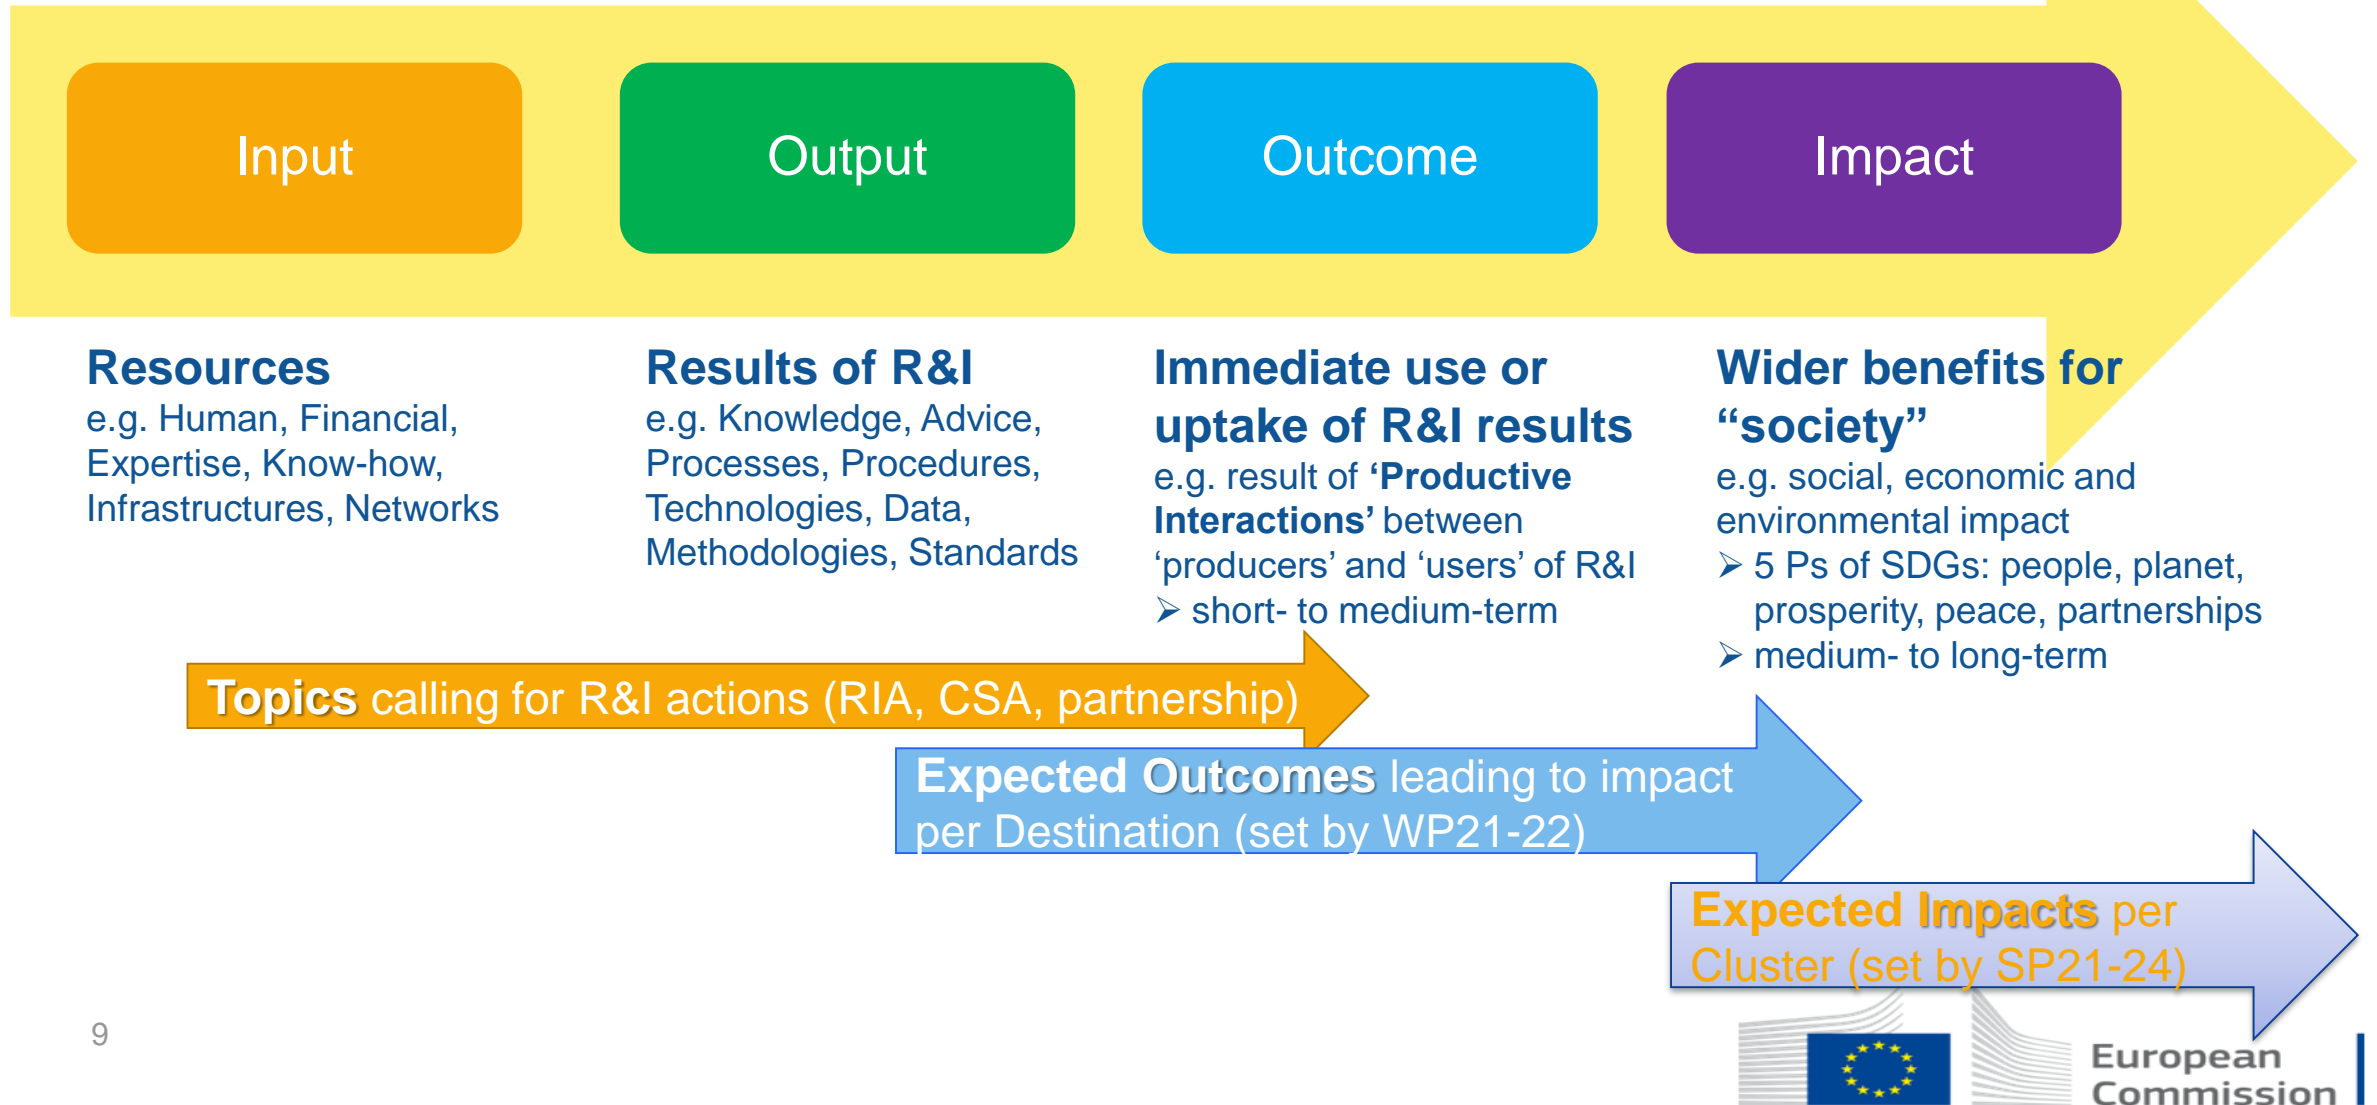 Input
Output
Outcome
Impact
Resources
e.g. Human, Financial,
Expertise, Know-how,
Infrastructures, Networks
Results of R&I
e.g. Knowledge, Advice,
Processes, Procedures,
Technologies, Data,
Methodologies, Standards
Immediate use or
uptake of R&I results
e.g. result of ‘Productive
Interactions’ between
‘producers’ and ‘users’ of R&I
➢ short- to medium-term
Wider benefits for
“society”
e.g. social, economic and
environmental impact
➢ 5 Ps of SDGs: people, planet,
prosperity, peace, partnerships
➢ medium- to long-term
Topics calling for R&I actions (RIA, CSA, partnership)
Expected Outcomes leading to impact
per Destination (set by WP21-22)
Expected Impacts per
Cluster (set by SP21-24)
9
European
Commission